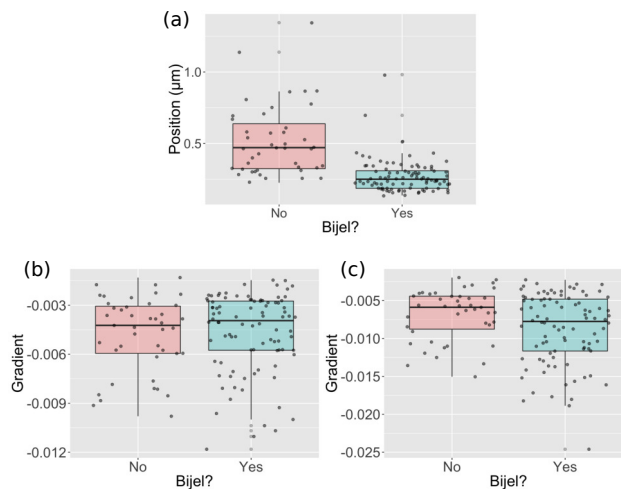 (a)
Position (μm)
1.0
0.5
No
Yes
Bijel?
(b)
Gradient
-0.003
-0.006
-0.009
-0.012
No
Yes
Bijel?
(c)
Gradient
-0.005
-0.010
-0.015
-0.020
-0.025
No
Yes
Bijel?